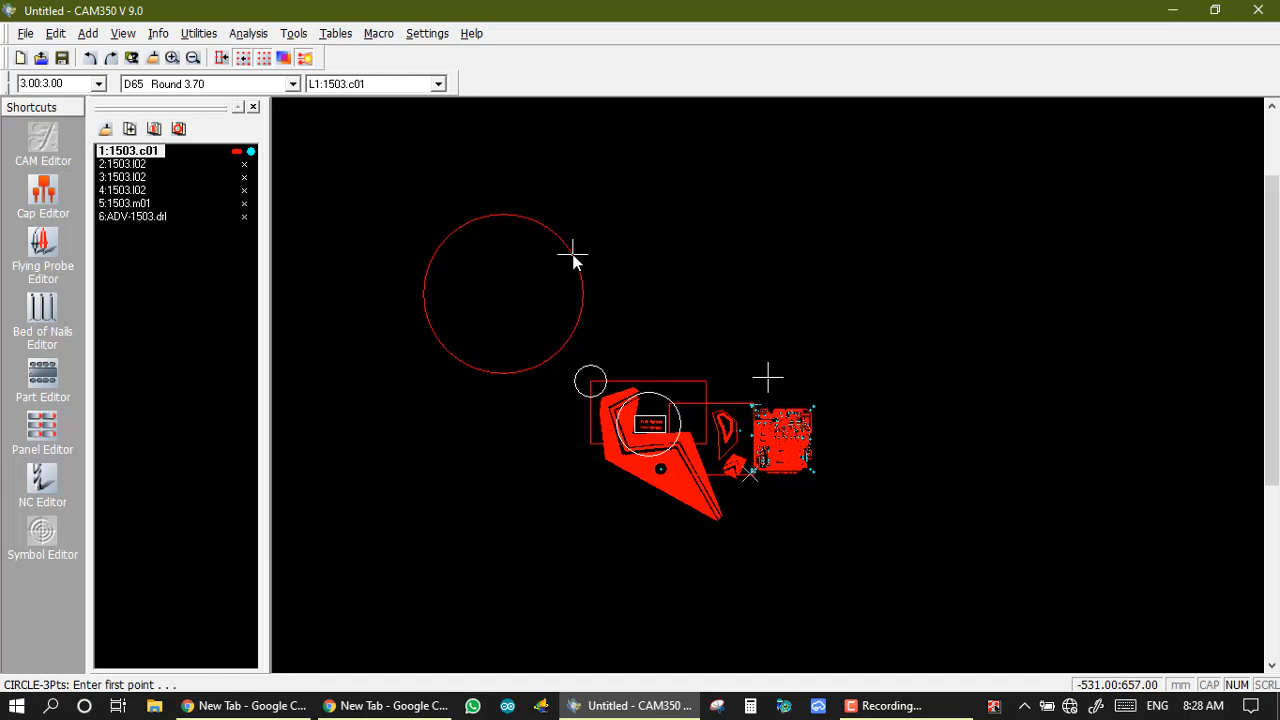 Untitled - CAM350 V 9.0
File Edit Add View Info Utilities Analysis Tools Tables Macro Settings Help
3.00:3.00 D65 Round 3.70 L1:1503.c01
Shortcuts
CAM Editor
Cap Editor
Flying Probe
Editor
Bed of Nails
Editor
Part Editor
Panel Editor
NC Editor
Symbol Editor
1:1503.c01
2:1503.l02
3:1503.l02
4:1503.l02
5:1503.m01
6:ADV-1503.drl
CIRCLE-3Pts: Enter first point . . .
-531.00:657.00 mm CAP NUM SCRL
New Tab - Google C... New Tab - Google C... Untitled - CAM350 ... Recording... ENG 8:28 AM